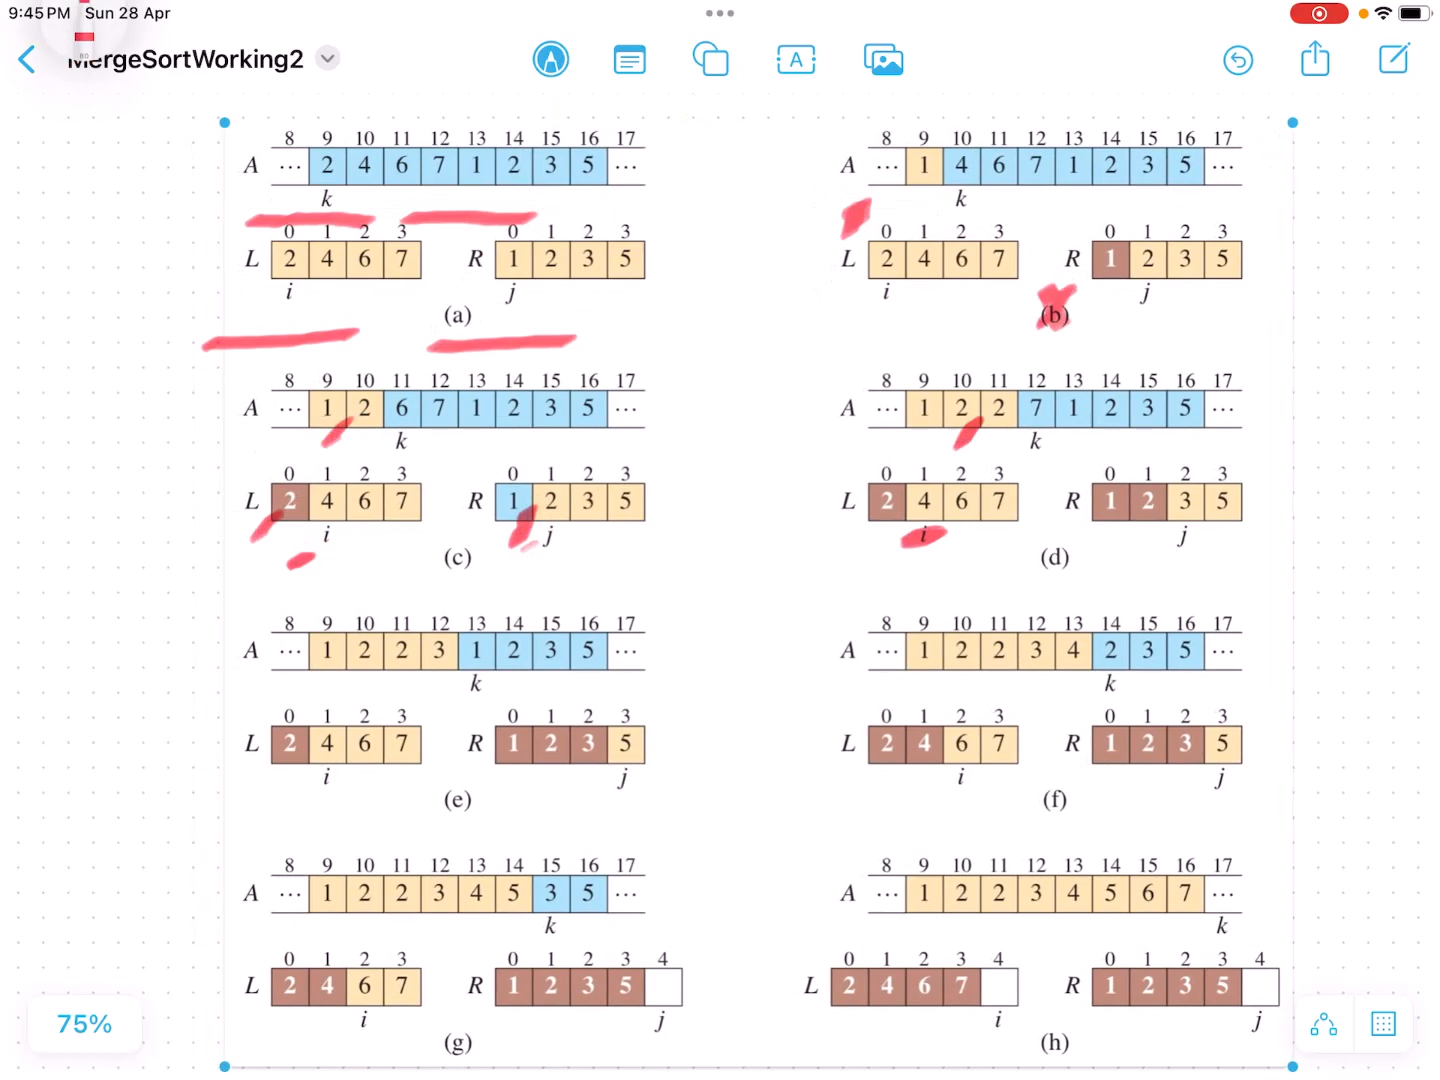 9:45 PM Sun 28 Apr
MergeSortWorking2
A
8 9 10 11 12 13 14 15 16 17
A ... 2 4 6 7 1 2 3 5 ...
k
0 1 2 3 0 1 2 3
L 2 4 6 7 R 1 2 3 5
i j
(a)
8 9 10 11 12 13 14 15 16 17
A ... 1 4 6 7 1 2 3 5 ...
k
0 1 2 3 0 1 2 3
L 2 4 6 7 R 1 2 3 5
i j
(b)
8 9 10 11 12 13 14 15 16 17
A ... 1 2 6 7 1 2 3 5 ...
k
0 1 2 3 0 1 2 3
L 2 4 6 7 R 1 2 3 5
i j
(c)
8 9 10 11 12 13 14 15 16 17
A ... 1 2 2 7 1 2 3 5 ...
k
0 1 2 3 0 1 2 3
L 2 4 6 7 R 1 2 3 5
i j
(d)
8 9 10 11 12 13 14 15 16 17
A ... 1 2 2 3 1 2 3 5 ...
k
0 1 2 3 0 1 2 3
L 2 4 6 7 R 1 2 3 5
i j
(e)
8 9 10 11 12 13 14 15 16 17
A ... 1 2 2 3 4 2 3 5 ...
k
0 1 2 3 0 1 2 3
L 2 4 6 7 R 1 2 3 5
i j
(f)
8 9 10 11 12 13 14 15 16 17
A ... 1 2 2 3 4 5 3 5 ...
k
0 1 2 3 0 1 2 3 4
L 2 4 6 7 R 1 2 3 5
i j
(g)
8 9 10 11 12 13 14 15 16 17
A ... 1 2 2 3 4 5 6 7 ...
k
0 1 2 3 4 0 1 2 3 4
L 2 4 6 7 R 1 2 3 5
i j
(h)
75%